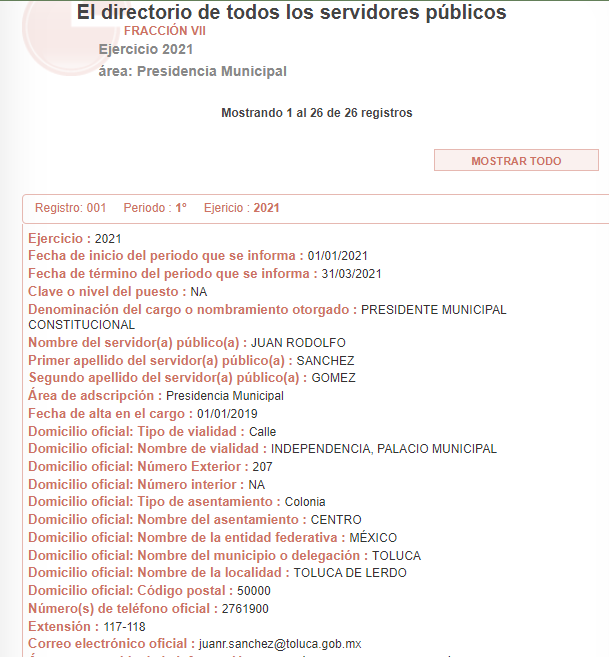 El directorio de todos los servidores públicos
FRACCIÓN VII
Ejercicio 2021
área: Presidencia Municipal
Mostrando 1 al 26 de 26 registros
MOSTRAR TODO
Registro: 001 Periodo : 1º Ejericio : 2021
Ejercicio : 2021
Fecha de inicio del periodo que se informa : 01/01/2021
Fecha de término del periodo que se informa : 31/03/2021
Clave o nivel del puesto : NA
Denominación del cargo o nombramiento otorgado : PRESIDENTE MUNICIPAL
CONSTITUCIONAL
Nombre del servidor(a) público(a) : JUAN RODOLFO
Primer apellido del servidor(a) público(a) : SANCHEZ
Segundo apellido del servidor(a) público(a) : GOMEZ
Área de adscripción : Presidencia Municipal
Fecha de alta en el cargo : 01/01/2019
Domicilio oficial: Tipo de vialidad : Calle
Domicilio oficial: Nombre de vialidad : INDEPENDENCIA, PALACIO MUNICIPAL
Domicilio oficial: Número Exterior : 207
Domicilio oficial: Número interior : NA
Domicilio oficial: Tipo de asentamiento : Colonia
Domicilio oficial: Nombre del asentamiento : CENTRO
Domicilio oficial: Nombre de la entidad federativa : MÉXICO
Domicilio oficial: Nombre del municipio o delegación : TOLUCA
Domicilio oficial: Nombre de la localidad : TOLUCA DE LERDO
Domicilio oficial: Código postal : 50000
Número(s) de teléfono oficial : 2761900
Extensión : 117-118
Correo electrónico oficial : juanr.sanchez@toluca.gob.mx